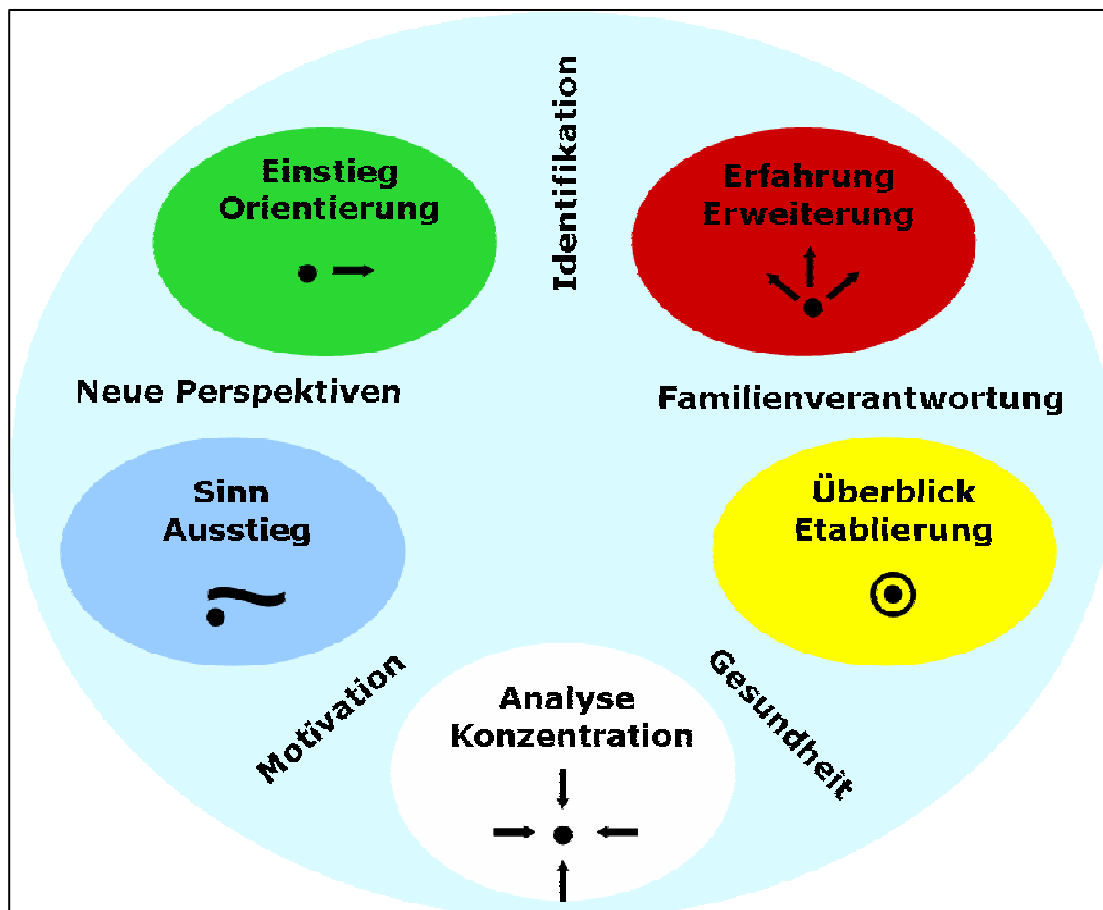 Identifikation
Einstieg
Orientierung
Erfahrung
Erweiterung
Neue Perspektiven
Familienverantwortung
Sinn
Ausstieg
Überblick
Etablierung
Motivation
Analyse
Konzentration
Gesundheit